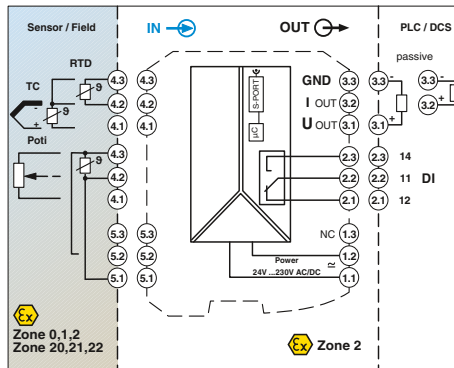 Sensor / Field
IN
OUT
PLC / DCS
RTD
passive
TC
ϑ
4.3
4.3
S-PORT
GND
3.3
3.3
-
3.3
-
-
+
ϑ
4.2
4.2
I OUT
3.2
3.2
+
4.1
4.1
µC
U OUT
3.1
3.1
+
Poti
ϑ
4.3
2.3
2.3
14
4.2
2.2
2.2
11
DI
4.1
2.1
2.1
12
5.3
5.3
NC
1.3
5.2
5.2
Power
≃
1.2
5.1
5.1
24V ...230V AC/DC
1.1
εx
Zone 0,1,2
Zone 20,21,22
εx
Zone 2